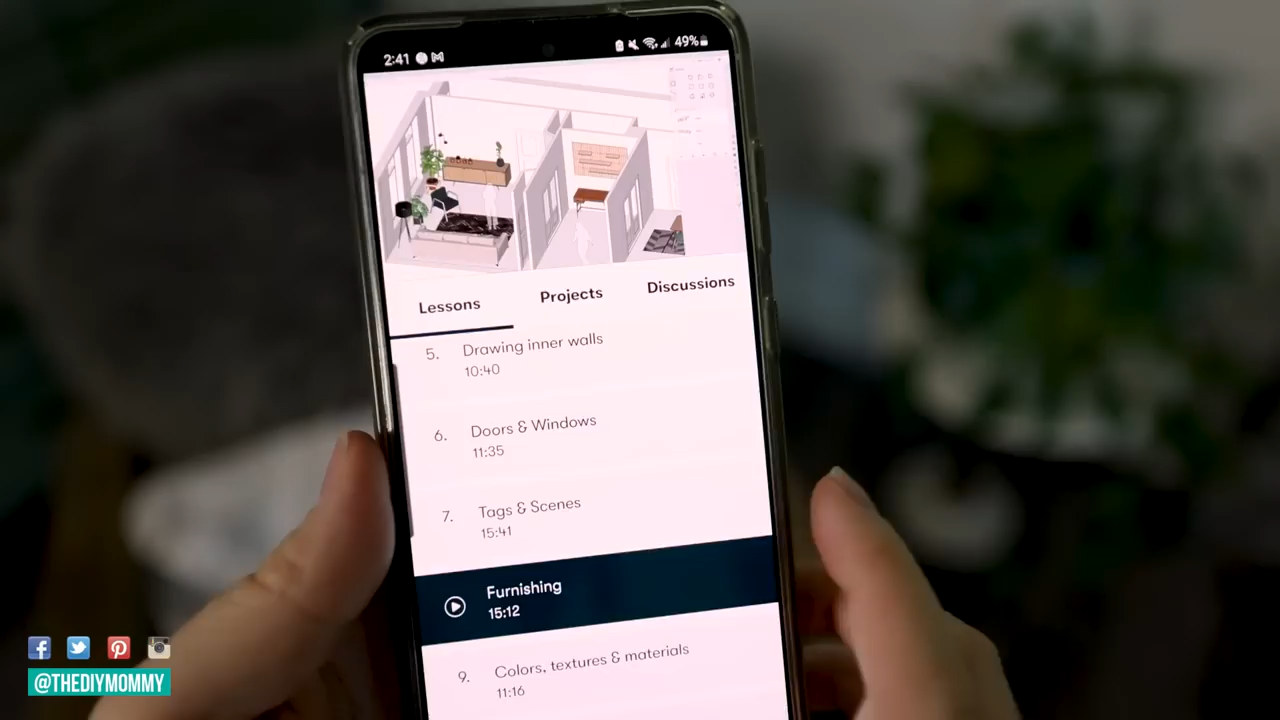 2:41
49%
Lessons
Projects
Discussions
5. Drawing inner walls
10:40
6. Doors & Windows
11:35
7. Tags & Scenes
15:41
Furnishing
15:12
9. Colors, textures & materials
11:16
@THEDIYMOMMY